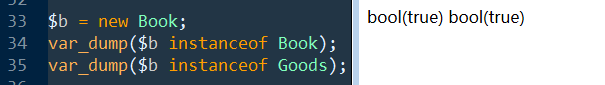 33 $b = new Book;
34 var_dump($b instanceof Book);
35 var_dump($b instanceof Goods);
bool(true) bool(true)